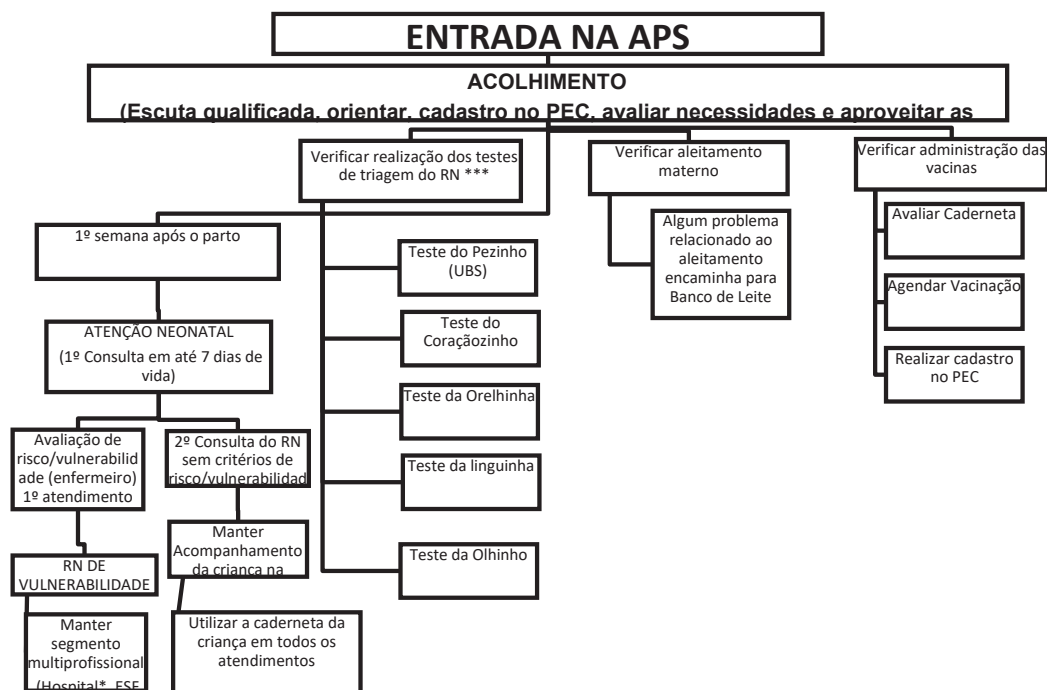 ENTRADA NA APS
ACOLHIMENTO
(Escuta qualificada, orientar, cadastro no PEC, avaliar necessidades e aproveitar as
Verificar realização dos testes
de triagem do RN ***
Verificar aleitamento
materno
Verificar administração das
vacinas
1º semana após o parto
Teste do Pezinho
(UBS)
Algum problema
relacionado ao
aleitamento
encaminha para
Banco de Leite
Avaliar Caderneta
Agendar Vacinação
Realizar cadastro
no PEC
ATENÇÃO NEONATAL
(1º Consulta em até 7 dias de
vida)
Teste do
Coraçãozinho
Teste da Orelhinha
Teste da linguinha
Teste da Olhinho
Avaliação de
risco/vulnerabilid
ade (enfermeiro)
1º atendimento
2º Consulta do RN
sem critérios de
risco/vulnerabilidad
RN DE
VULNERABILIDADE
Manter
Acompanhamento
da criança na
Manter
segmento
multiprofissional
(Hospital*, ESF
Utilizar a caderneta da
criança em todos os
atendimentos